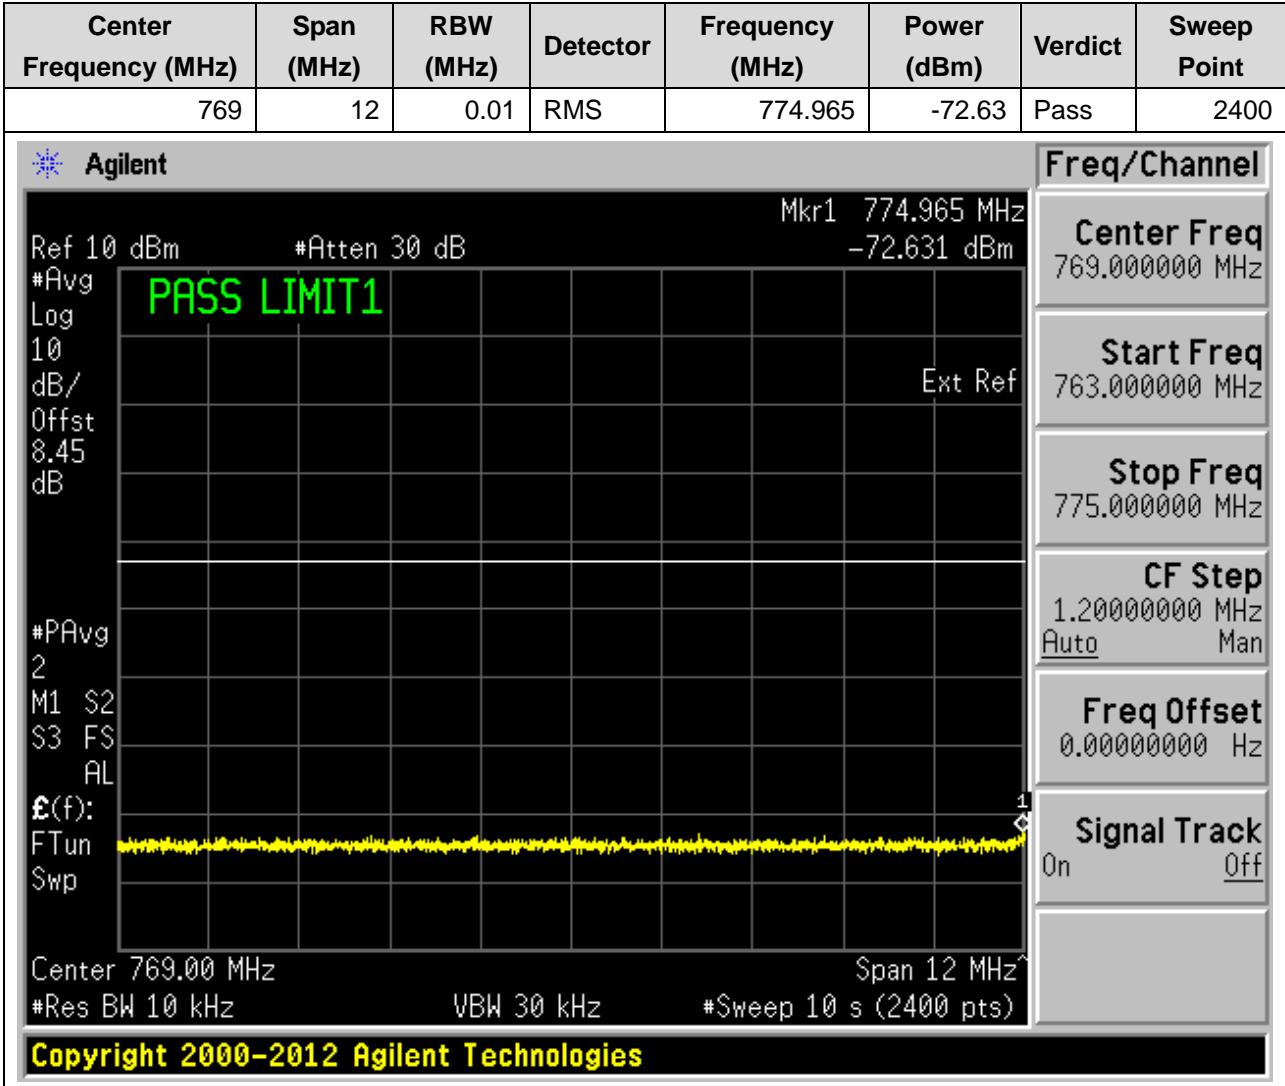 Center Frequency (MHz) Span (MHz) RBW (MHz) Detector Frequency (MHz) Power (dBm) Verdict Sweep Point
769 12 0.01 RMS 774.965 -72.63 Pass 2400
Agilent
Freq/Channel
Mkr1 774.965 MHz
Ref 10 dBm #Atten 30 dB -72.631 dBm
#Avg
Log
10
dB/
Offst
8.45
dB
PASS LIMIT1
Ext Ref
#PAvg
2
M1 S2
S3 FS
AL
£(f):
FTun
Swp
1
Center 769.00 MHz Span 12 MHz^
#Res BW 10 kHz VBW 30 kHz #Sweep 10 s (2400 pts)
Center Freq
769.000000 MHz
Start Freq
763.000000 MHz
Stop Freq
775.000000 MHz
CF Step
1.20000000 MHz
Auto Man
Freq Offset
0.00000000 Hz
Signal Track
On Off
Copyright 2000-2012 Agilent Technologies